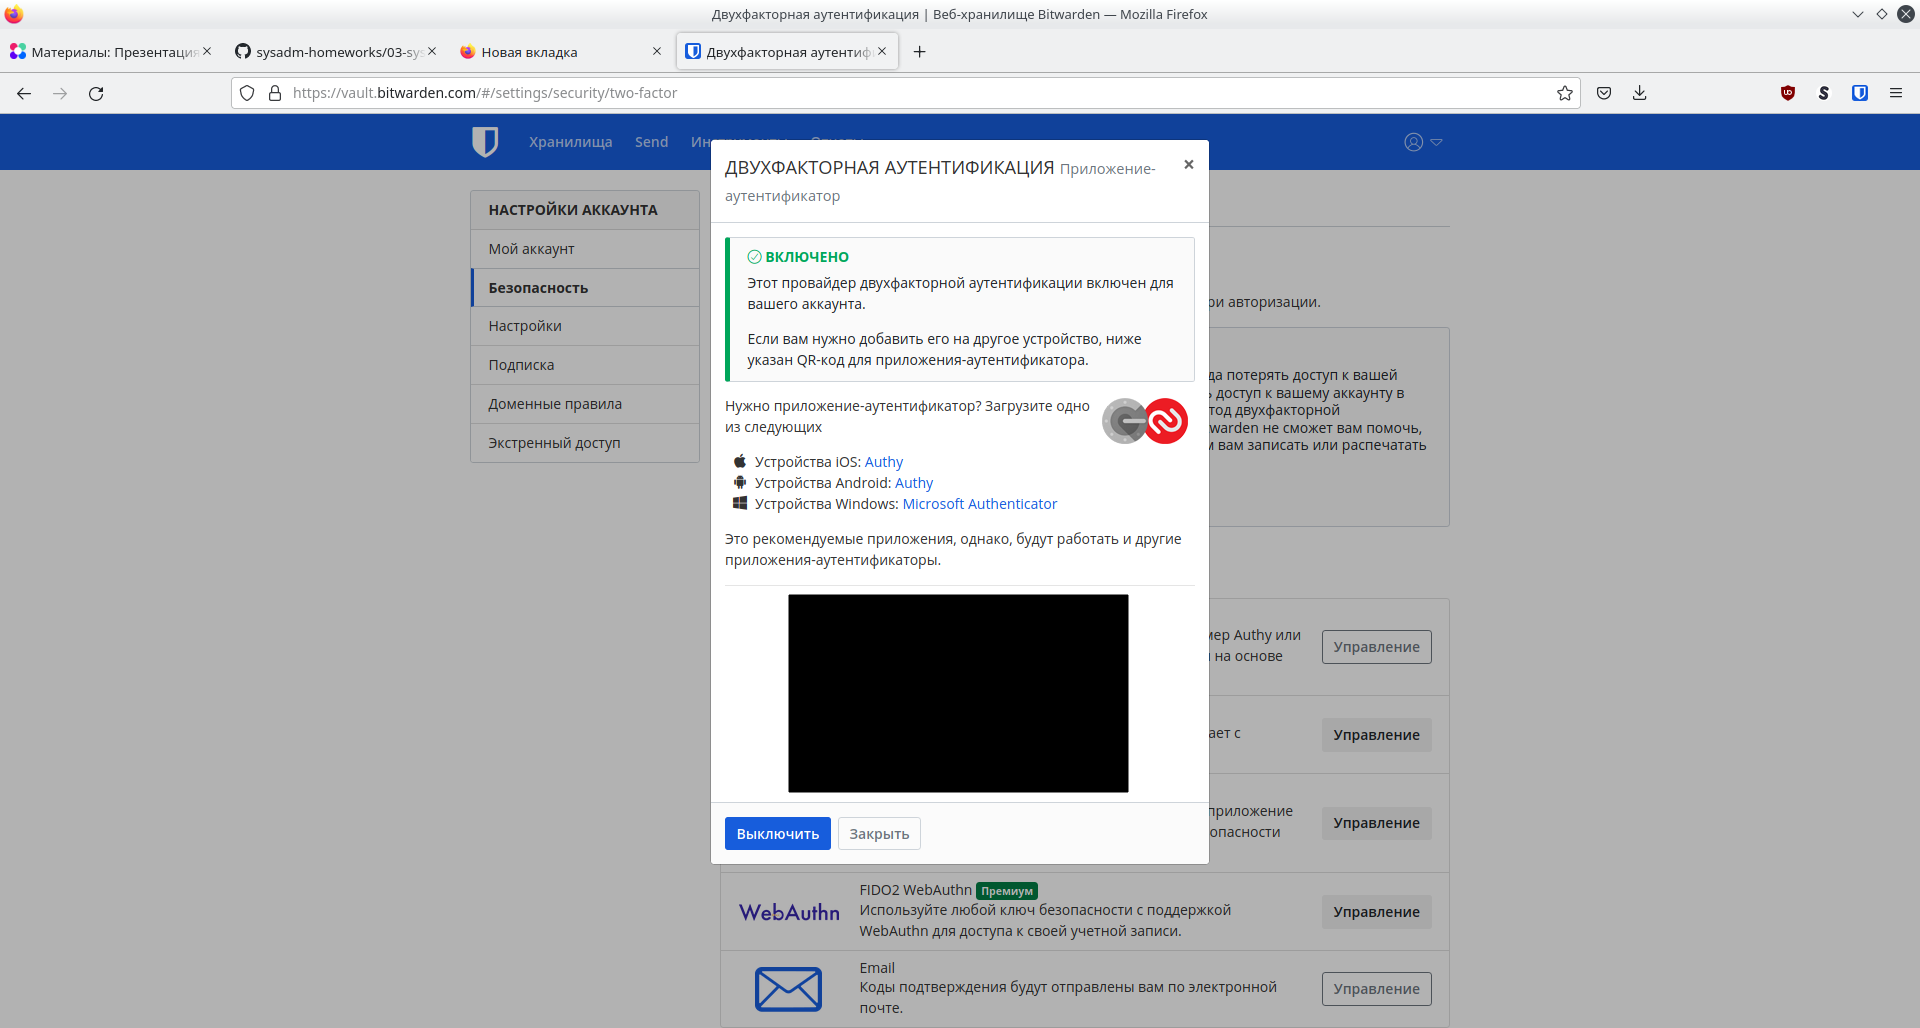 Двухфакторная аутентификация | Веб-хранилище Bitwarden — Mozilla Firefox
Материалы: Презентация
sysadm-homeworks/03-sys
Новая вкладка
Двухфакторная аутентиф
https://vault.bitwarden.com/#/settings/security/two-factor
Хранилища Send
НАСТРОЙКИ АККАУНТА
Мой аккаунт
Безопасность
Настройки
Подписка
Доменные правила
Экстренный доступ
ДВУХФАКТОРНАЯ АУТЕНТИФИКАЦИЯ Приложение-
аутентификатор
×
ВКЛЮЧЕНО
Этот провайдер двухфакторной аутентификации включен для
вашего аккаунта.
Если вам нужно добавить его на другое устройство, ниже
указан QR-код для приложения-аутентификатора.
Нужно приложение-аутентификатор? Загрузите одно
из следующих
Устройства iOS: Authy
Устройства Android: Authy
Устройства Windows: Microsoft Authenticator
Это рекомендуемые приложения, однако, будут работать и другие
приложения-аутентификаторы.
Выключить Закрыть
ри авторизации.
да потерять доступ к вашей
доступ к вашему аккаунту в
тод двухфакторной
warden не сможет вам помочь,
вам записать или распечатать
мер Authy или
на основе
Управление
ает с
Управление
приложение
опасности
Управление
WebAuthn
FIDO2 WebAuthn Премиум
Используйте любой ключ безопасности с поддержкой
WebAuthn для доступа к своей учетной записи.
Управление
Email
Коды подтверждения будут отправлены вам по электронной
почте.
Управление